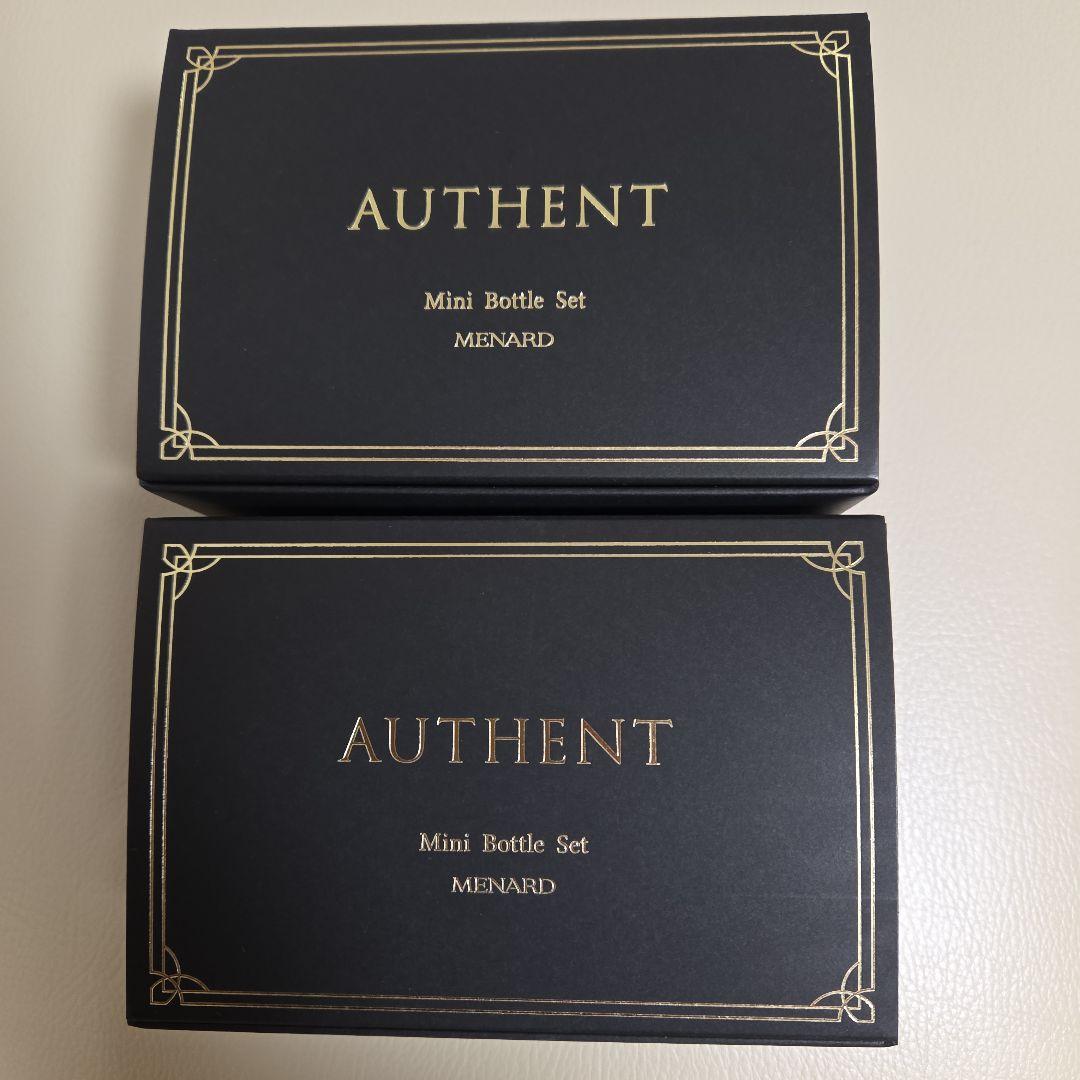 AUTHENT
Mini Bottle Set
MENARD
AUTHENT
Mini Bottle Set
MENARD